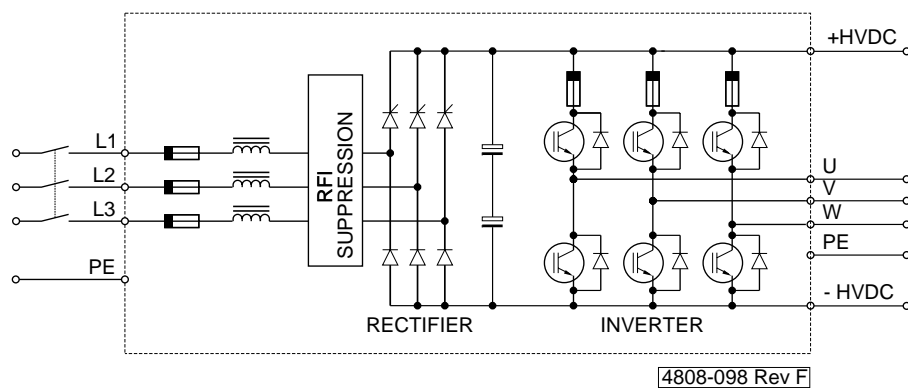 +HVDC
L1
L2
L3
PE
RFI
SUPPRESSION
U
V
W
PE
- HVDC
RECTIFIER
INVERTER
4808-098 Rev F